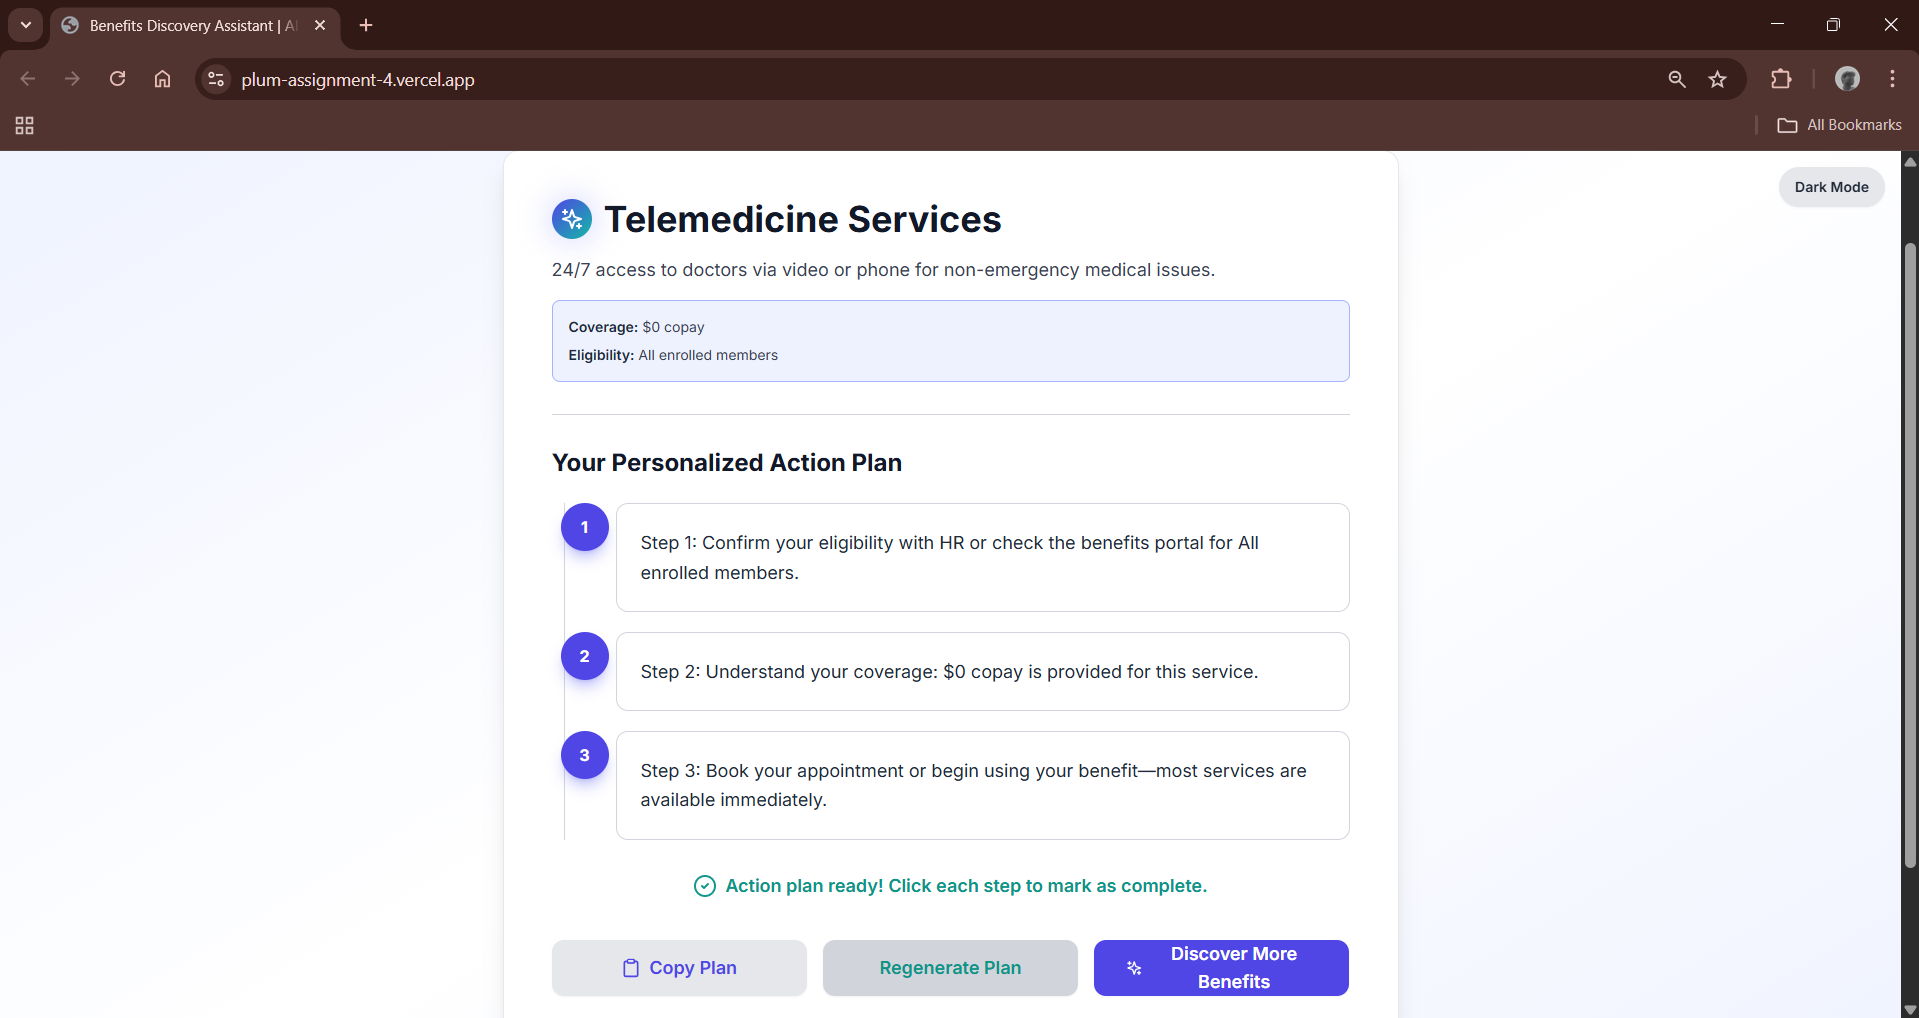 Benefits Discovery Assistant | AI
plum-assignment-4.vercel.app
All Bookmarks
Dark Mode
Telemedicine Services
24/7 access to doctors via video or phone for non-emergency medical issues.
Coverage: $0 copay
Eligibility: All enrolled members
Your Personalized Action Plan
1
Step 1: Confirm your eligibility with HR or check the benefits portal for All
enrolled members.
2
Step 2: Understand your coverage: $0 copay is provided for this service.
3
Step 3: Book your appointment or begin using your benefit—most services are
available immediately.
Action plan ready! Click each step to mark as complete.
Copy Plan
Regenerate Plan
Discover More
Benefits